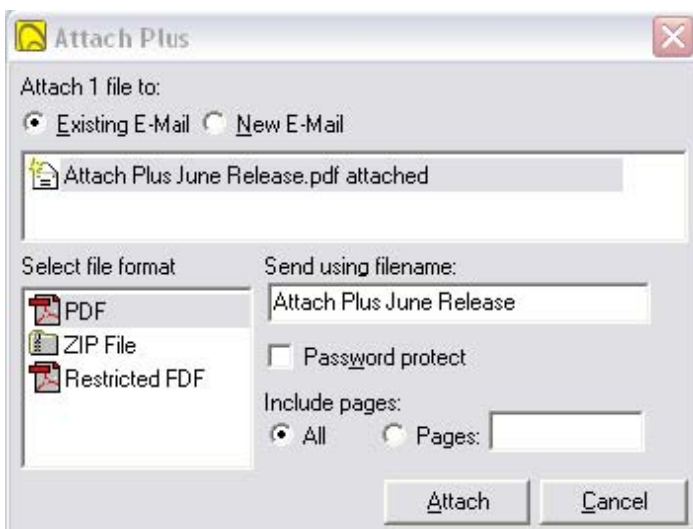 Attach Plus
Attach 1 file to:
Existing E-Mail New E-Mail
Attach Plus June Release.pdf attached
Select file format
Send using filename:
PDF
ZIP File
Restricted FDF
Attach Plus June Release
Password protect
Include pages:
All Pages:
Attach Cancel